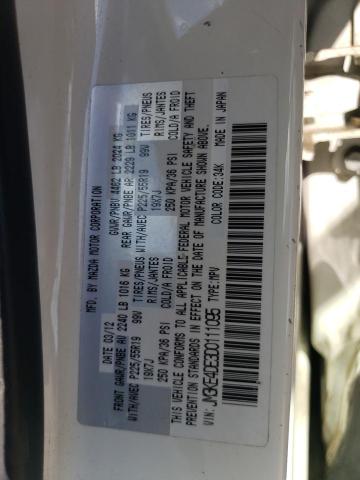 MFD. BY MAZDA MOTOR CORPORATION
DATE 03/12 GVWR/PNBV 4462 LB 2024 KG
FRONT GAWR/PNBE AV 2240 LB 1016 KG REAR GAWR/PNBE AR 2229 LB 1011 KG
TIRES/PNEUS WITH/AVEC P225/55R19 99V TIRES/PNEUS WITH/AVEC P225/55R19 99V
RIMS/JANTES 19X7J RIMS/JANTES 19X7J
COLD/A FROID 250 KPA/36 PSI COLD/A FROID 250 KPA/36 PSI
THIS VEHICLE CONFORMS TO ALL APPLICABLE FEDERAL MOTOR VEHICLE SAFETY AND THEFT
PREVENTION STANDARDS IN EFFECT ON THE DATE OF MANUFACTURE SHOWN ABOVE.
JM3KE4DE3D0111095 TYPE:MPV COLOR CODE:34K MADE IN JAPAN